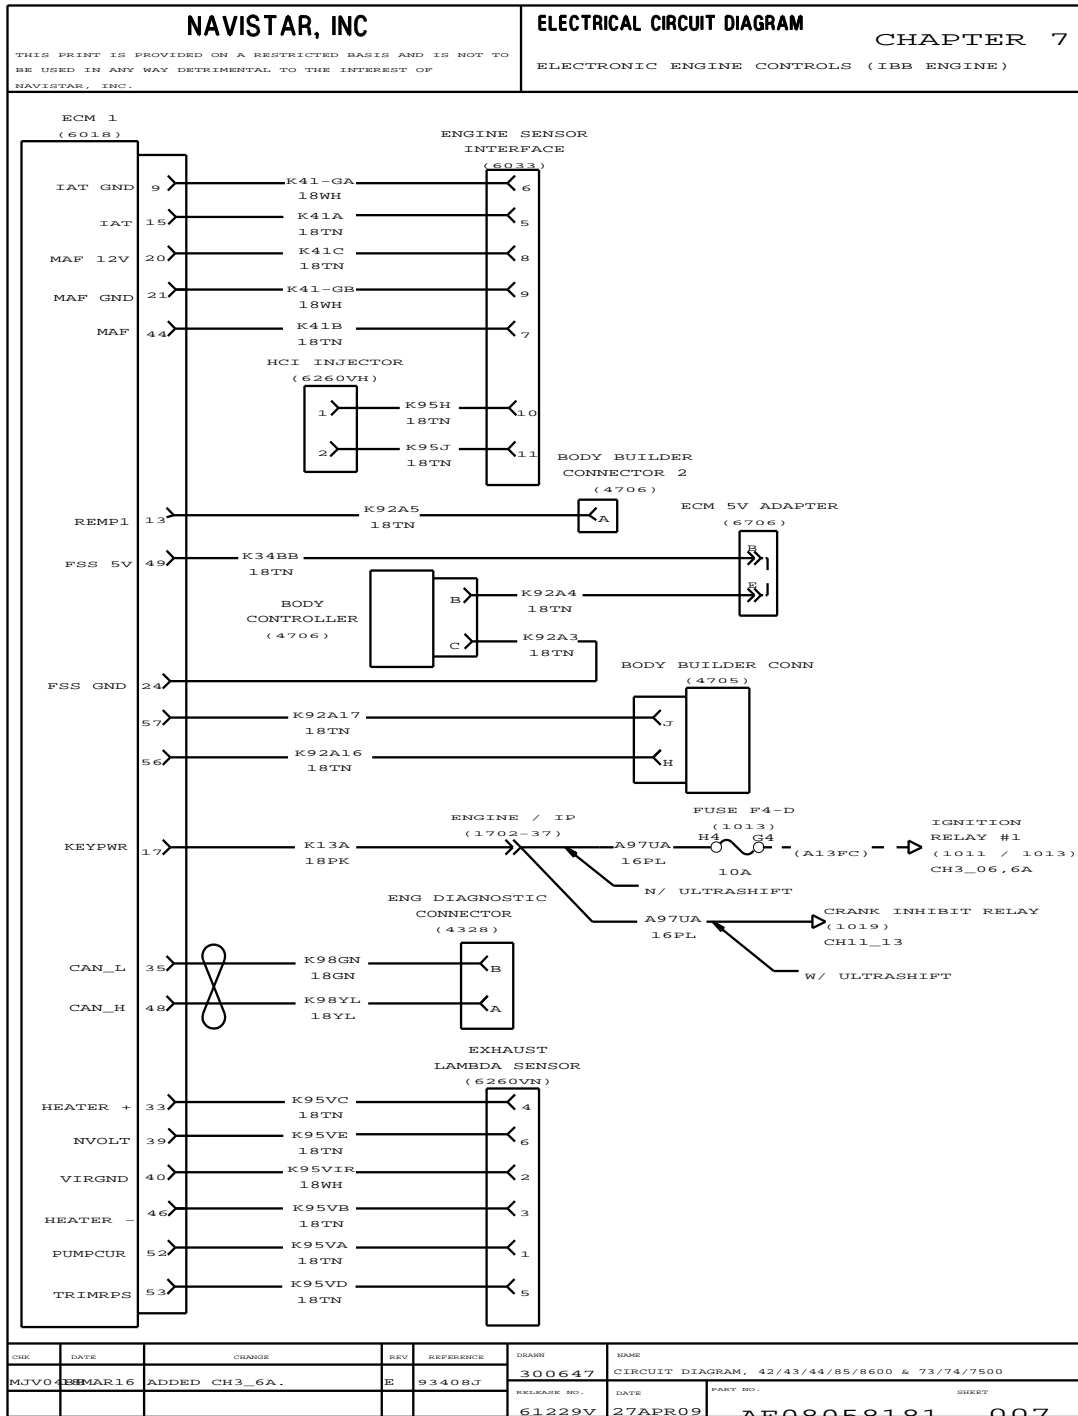 NAVISTAR, INC
THIS PRINT IS PROVIDED ON A RESTRICTED BASIS AND IS NOT TO
BE USED IN ANY WAY DETRIMENTAL TO THE INTEREST OF
NAVISTAR, INC.
ELECTRICAL CIRCUIT DIAGRAM
CHAPTER 7
ELECTRONIC ENGINE CONTROLS (IBB ENGINE)
ECM 1
(6018)
ENGINE SENSOR
INTERFACE
(6033)
IAT GND 9 K41-GA 6
18WH
IAT 15 K41A 5
18TN
MAF 12V 20 K41C 8
18TN
MAF GND 21 K41-GB 9
18WH
MAF 44 K41B 7
18TN
HCI INJECTOR
(6260VH)
1 K95H 10
18TN
2 K95J 11
18TN
BODY BUILDER
CONNECTOR 2
(4706)
REMP1 13 K92A5 A
18TN
ECM 5V ADAPTER
(6706)
FSS 5V 49 K34BB B
18TN
BODY
CONTROLLER
(4706)
B K92A4 E
18TN
C K92A3
18TN
FSS GND 24
BODY BUILDER CONN
(4705)
57 K92A17 J
18TN
56 K92A16 H
18TN
ENGINE / IP
(1702-37)
FUSE F4-D
(1013)
H4 G4
KEYPWR 17 K13A A97UA (A13FC)
18PK 16PL 10A
IGNITION
RELAY #1
(1011 / 1013)
CH3_06,6A
N/ ULTRASHIFT
A97UA
16PL
CRANK INHIBIT RELAY
(1019)
CH11_13
W/ ULTRASHIFT
ENG DIAGNOSTIC
CONNECTOR
(4328)
CAN_L 35 K98GN B
18GN
CAN_H 48 K98YL A
18YL
EXHAUST
LAMBDA SENSOR
(6260VN)
HEATER + 33 K95VC 4
18TN
NVOLT 39 K95VE 6
18TN
VIRGND 40 K95VIR 2
18WH
HEATER - 46 K95VB 3
18TN
PUMPCUR 52 K95VA 1
18TN
TRIMRPS 53 K95VD 5
18TN
CHK DATE CHANGE REV REFERENCE
ADDED CH3_6A. E 93408J
DRAWN
300647
NAME
CIRCUIT DIAGRAM, 42/43/44/85/8600 & 73/74/7500
RELEASE NO.
61229V
DATE
27APR09
PART NO.
AE08058181
SHEET
007